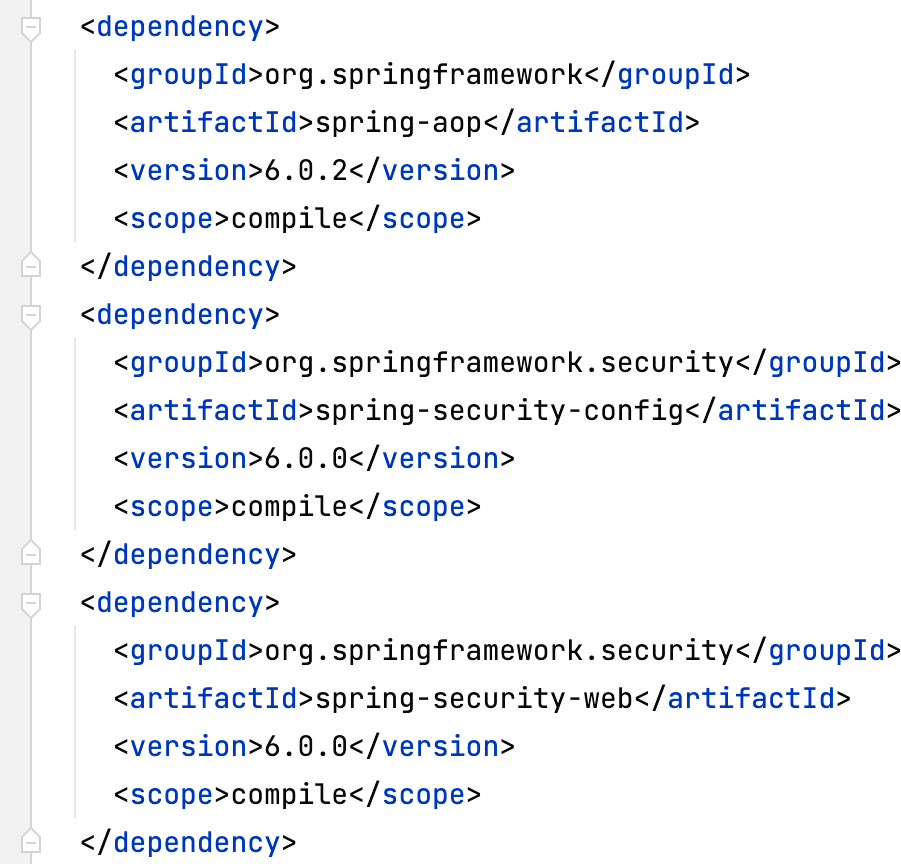 <dependency>
<groupId>org.springframework</groupId>
<artifactId>spring-aop</artifactId>
<version>6.0.2</version>
<scope>compile</scope>
</dependency>
<dependency>
<groupId>org.springframework.security</groupId>
<artifactId>spring-security-config</artifactId>
<version>6.0.0</version>
<scope>compile</scope>
</dependency>
<dependency>
<groupId>org.springframework.security</groupId>
<artifactId>spring-security-web</artifactId>
<version>6.0.0</version>
<scope>compile</scope>
</dependency>